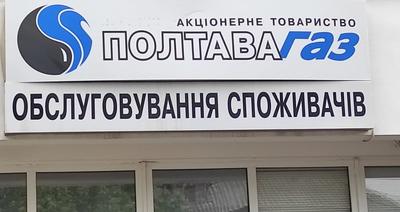 АКЦІОНЕРНЕ ТОВАРИСТВО
ПОЛТАВАГАЗ
ОБСЛУГОВУВАННЯ СПОЖИВАЧІВ